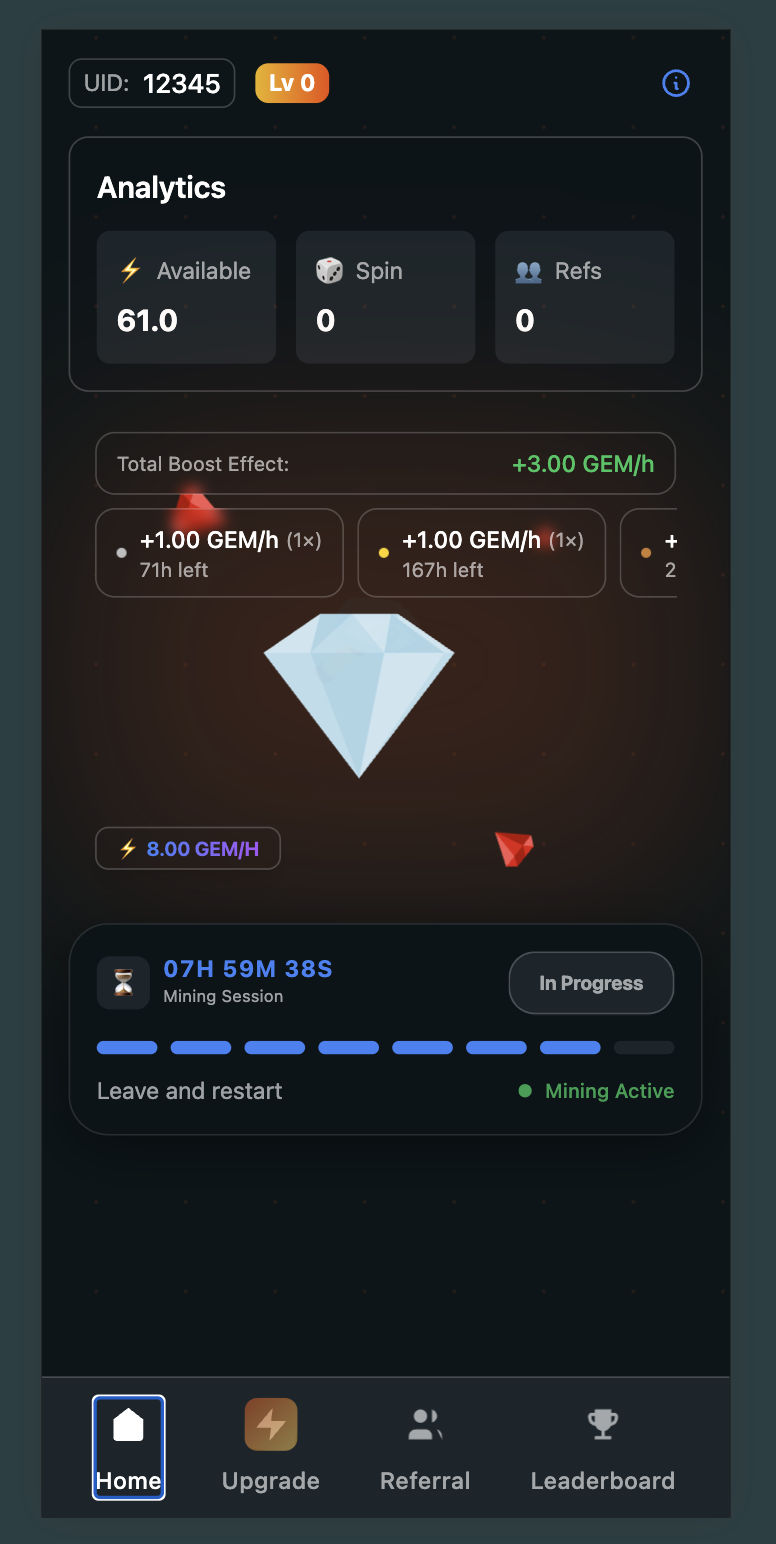 UID: 12345 Lv 0
Analytics
Available Spin Refs
61.0 0 0
Total Boost Effect: +3.00 GEM/h
+1.00 GEM/h (1×) +1.00 GEM/h (1×) +
71h left 167h left 2
8.00 GEM/H
07H 59M 38S
Mining Session
In Progress
Leave and restart Mining Active
Home Upgrade Referral Leaderboard